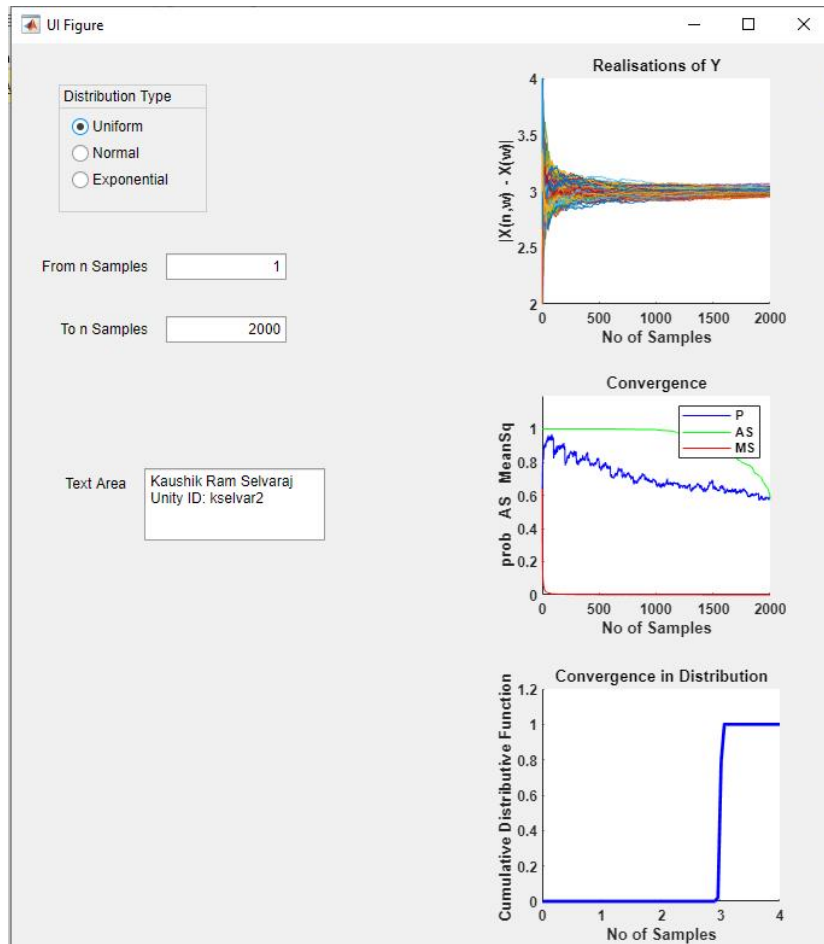 UI Figure
Distribution Type
Uniform
Normal
Exponential
From n Samples
1
To n Samples
2000
Text Area
Kaushik Ram Selvaraj
Unity ID: kselvar2
Realisations of Y
|X(n,w) - X(w)|
4
3.5
3
2.5
2
0 500 1000 1500 2000
No of Samples
Convergence
prob AS MeanSq
1
0.8
0.6
0.4
0.2
0
P
AS
MS
0 500 1000 1500 2000
No of Samples
Convergence in Distribution
Cumulative Distributive Function
1.2
1
0.8
0.6
0.4
0.2
0
0 1 2 3 4
No of Samples